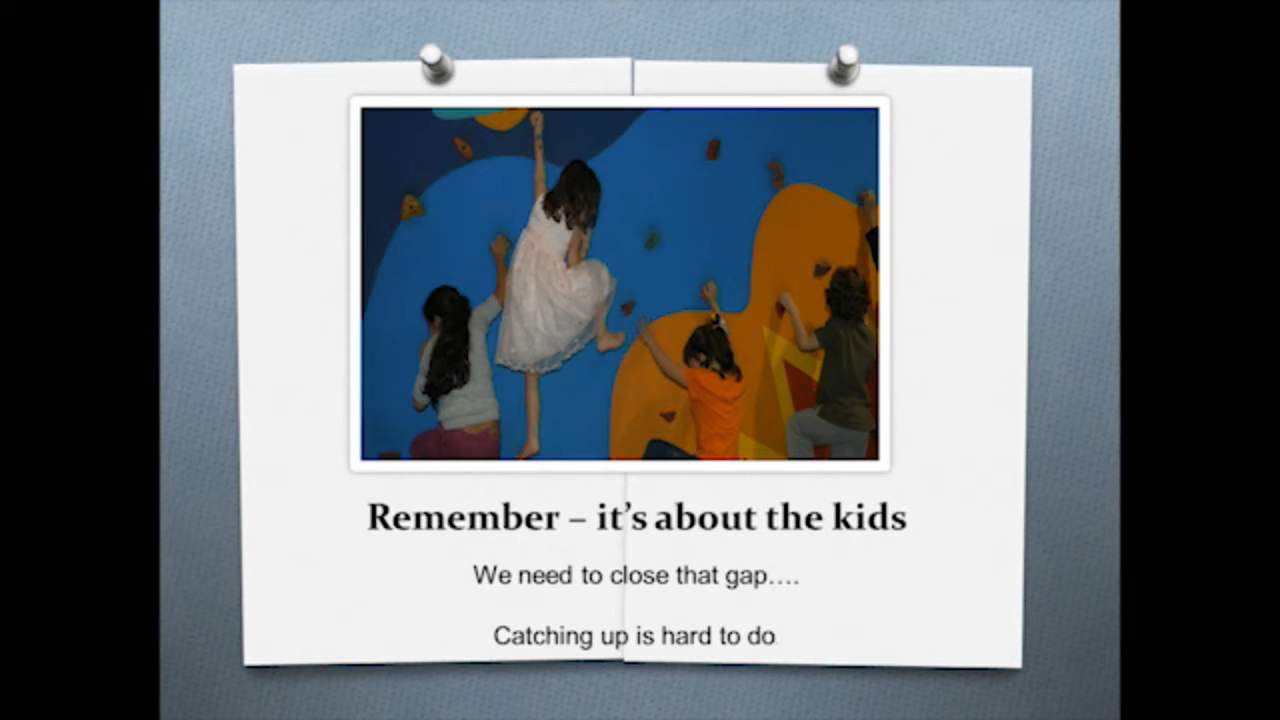 Remember – it’s about the kids
We need to close that gap….
Catching up is hard to do.